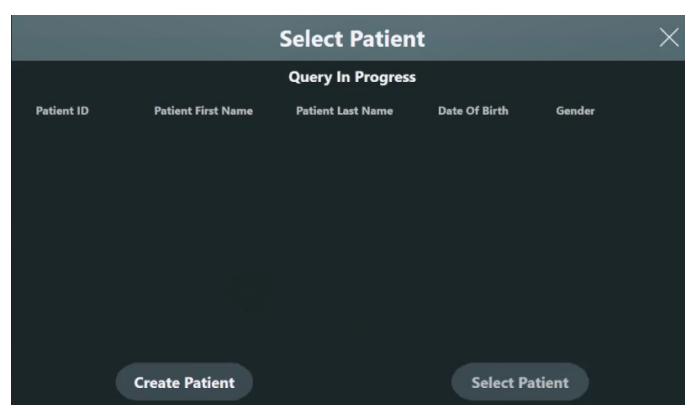 Select Patient
Query In Progress
Patient ID Patient First Name Patient Last Name Date Of Birth Gender
Create Patient Select Patient